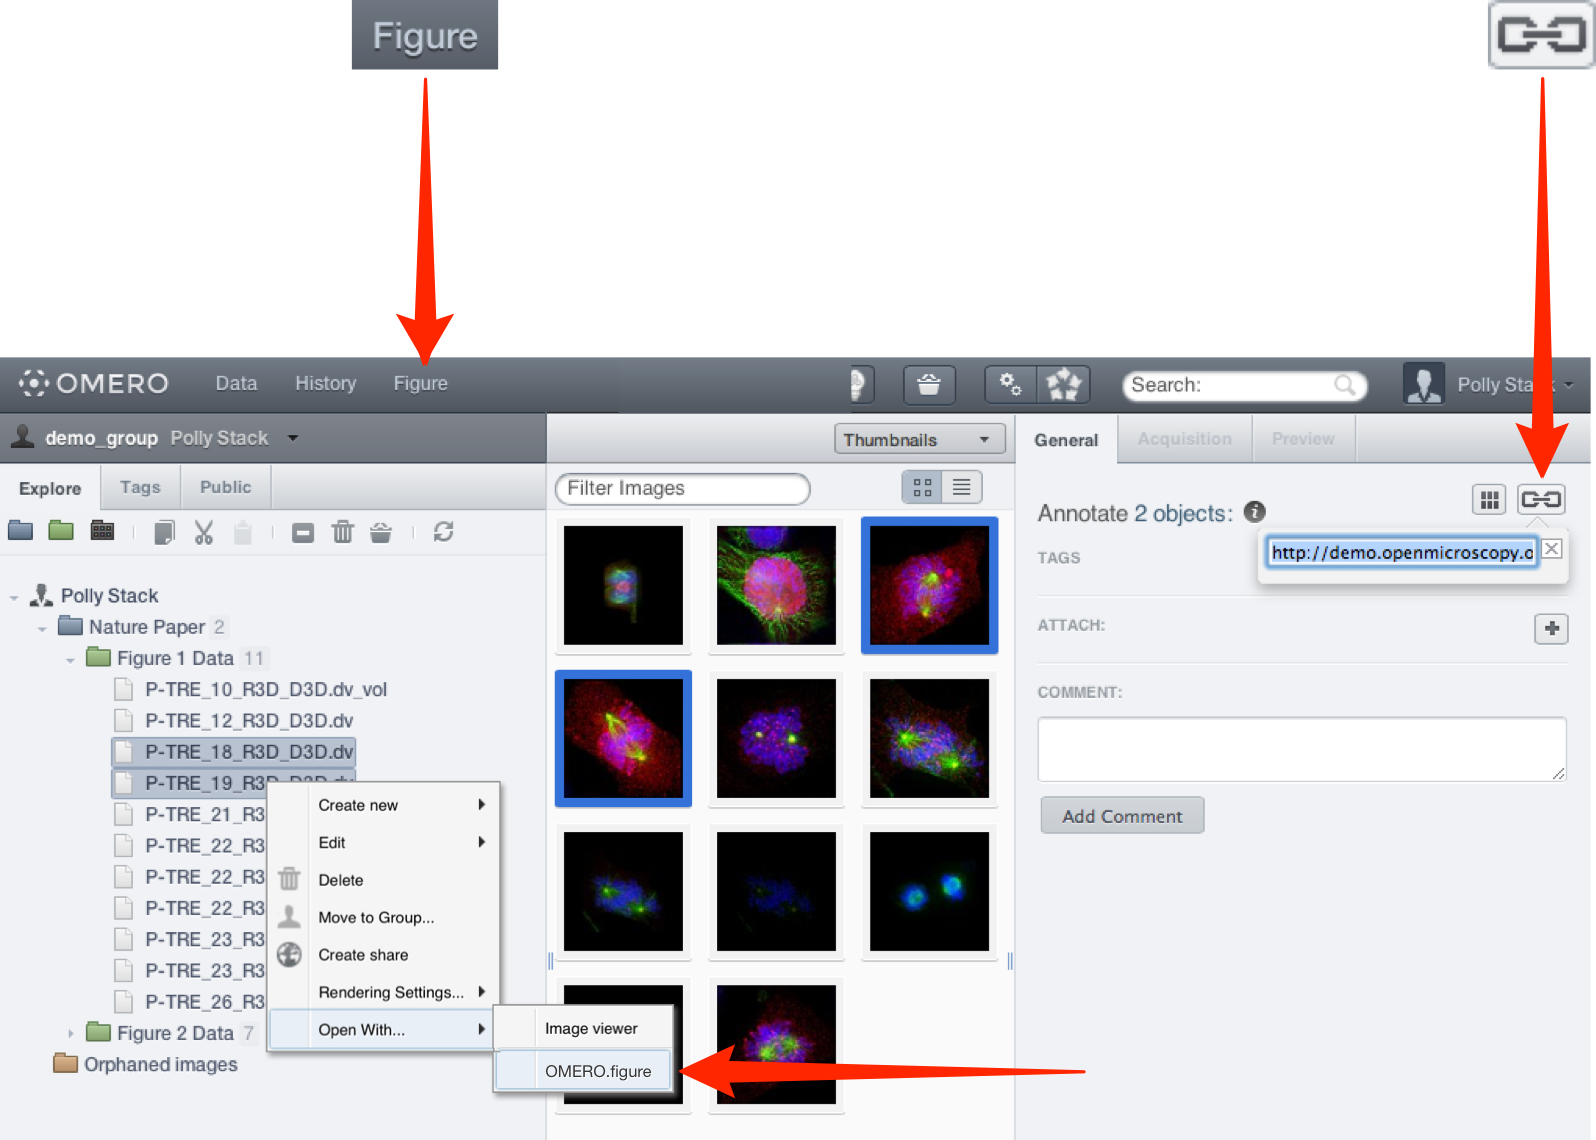 Figure
OMERO
Data
History
Figure
Search:
Polly Stack
demo_group Polly Stack
Thumbnails
General
Acquisition
Preview
Explore
Tags
Public
Filter Images
Annotate 2 objects:
http://demo.openmicroscopy.o
TAGS
ATTACH:
COMMENT:
Add Comment
Polly Stack
Nature Paper 2
Figure 1 Data 11
P-TRE_10_R3D_D3D.dv_vol
P-TRE_12_R3D_D3D.dv
P-TRE_18_R3D_D3D.dv
P-TRE_19_R3D_D3D.dv
P-TRE_21_R3
P-TRE_22_R3
P-TRE_22_R3
P-TRE_22_R3
P-TRE_23_R3
P-TRE_23_R3
P-TRE_26_R3
Figure 2 Data 7
Orphaned images
Create new
Edit
Delete
Move to Group...
Create share
Rendering Settings...
Open With...
Image viewer
OMERO.figure